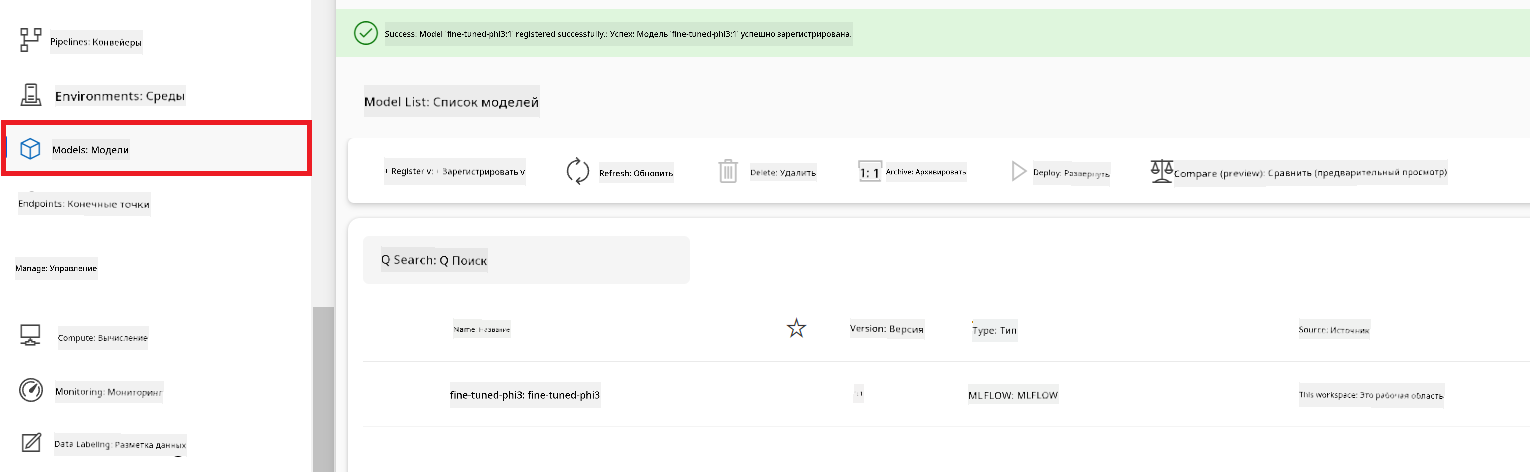 Pipelines: Конвейеры
Environments: Среды
Models: Модели
Endpoints: Конечные точки
Manage: Управление
Compute: Вычисление
Monitoring: Мониторинг
Data Labeling: Разметка данных
Success: Model 'fine-tuned-phi3:1' registered successfully.: Успех: Модель 'fine-tuned-phi3:1' успешно зарегистрирована.
Model List: Список моделей
+ Register v: + Зарегистрировать v
Refresh: Обновить
Delete: Удалить
1: 1
Archive: Архивировать
Deploy: Развернуть
Compare (preview): Сравнить (предварительный просмотр)
Q Search: Q Поиск
Name: Название
Version: Версия
Type: Тип
Source: Источник
fine-tuned-phi3: fine-tuned-phi3
MLFLOW: MLFLOW
This workspace: Это рабочая область